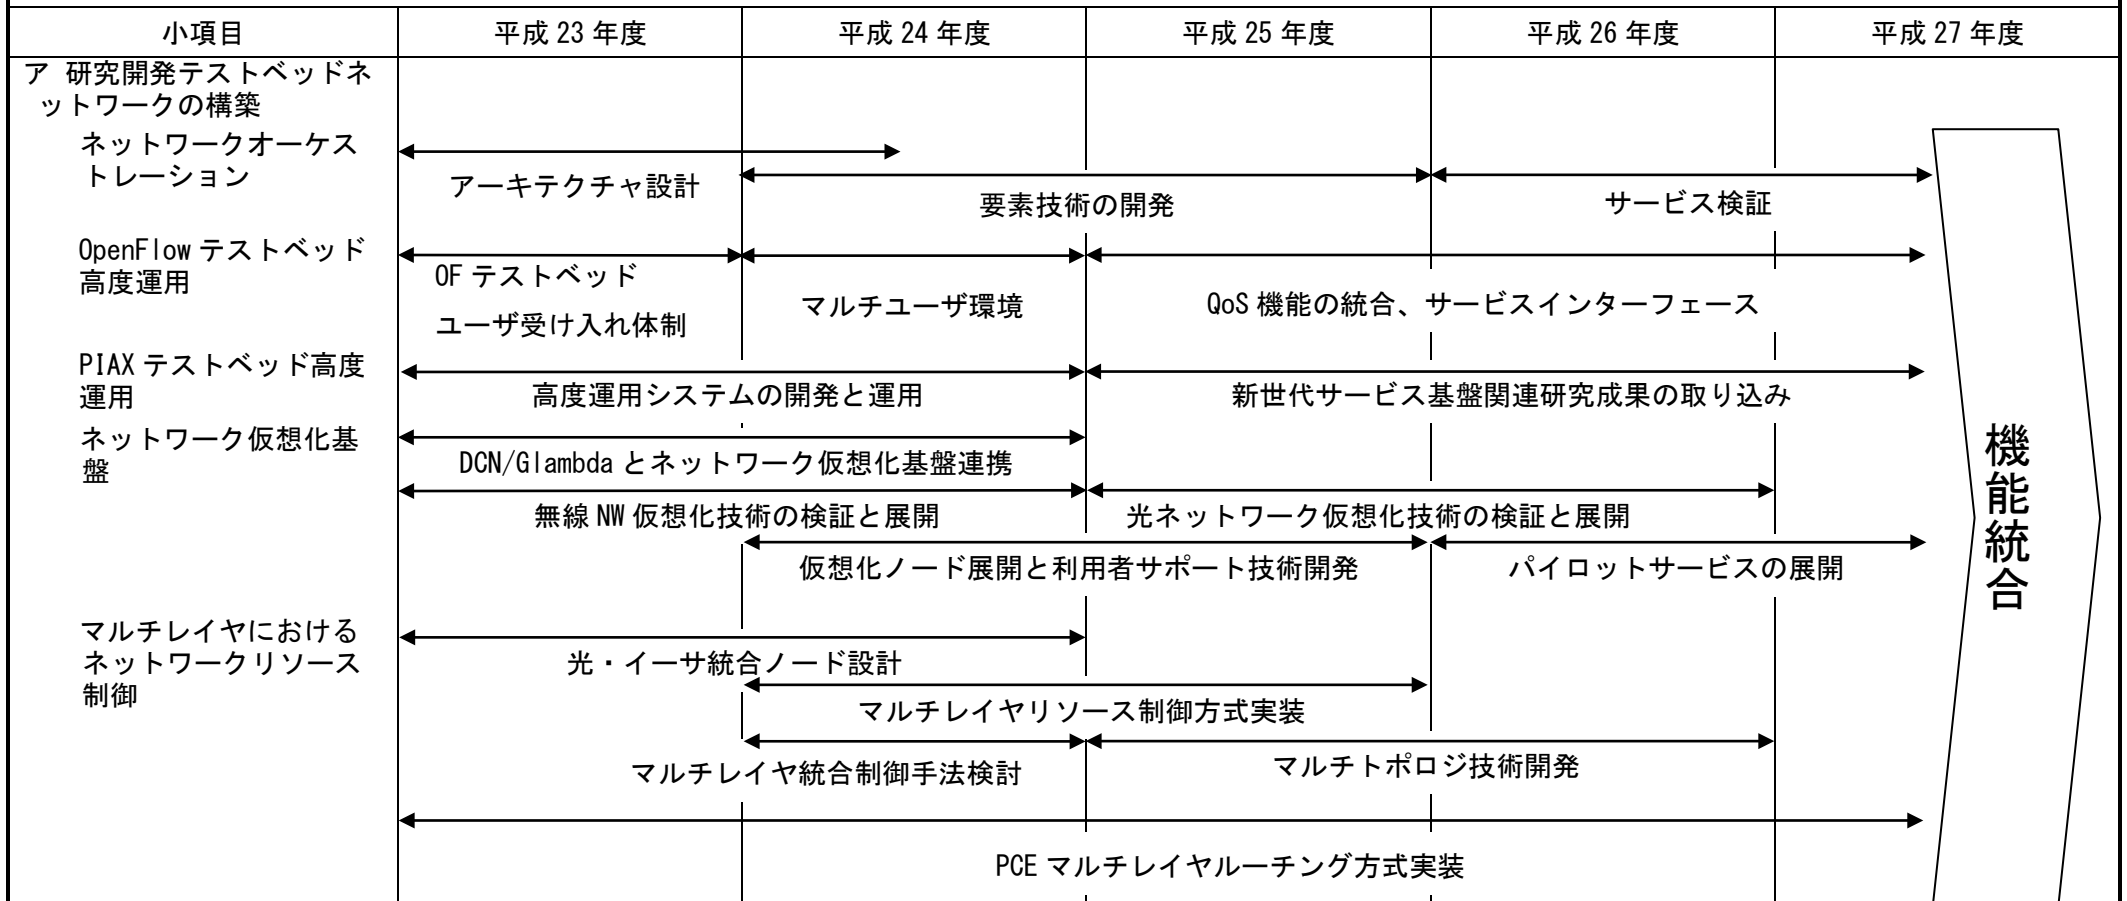 小項目 平成 23 年度 平成 24 年度 平成 25 年度 平成 26 年度 平成 27 年度
ア 研究開発テストベッドネ
ットワークの構築
ネットワークオーケス
トレーション
アーキテクチャ設計
要素技術の開発
サービス検証
OpenFlow テストベッド
高度運用
OF テストベッド
ユーザ受け入れ体制
マルチユーザ環境
QoS 機能の統合、サービスインターフェース
PIAX テストベッド高度
運用
高度運用システムの開発と運用
新世代サービス基盤関連研究成果の取り込み
ネットワーク仮想化基
盤
DCN/Glambda とネットワーク仮想化基盤連携
無線 NW 仮想化技術の検証と展開
光ネットワーク仮想化技術の検証と展開
仮想化ノード展開と利用者サポート技術開発
パイロットサービスの展開
マルチレイヤにおける
ネットワークリソース
制御
光・イーサ統合ノード設計
マルチレイヤリソース制御方式実装
マルチレイヤ統合制御手法検討
マルチトポロジ技術開発
PCE マルチレイヤルーチング方式実装
機能統合